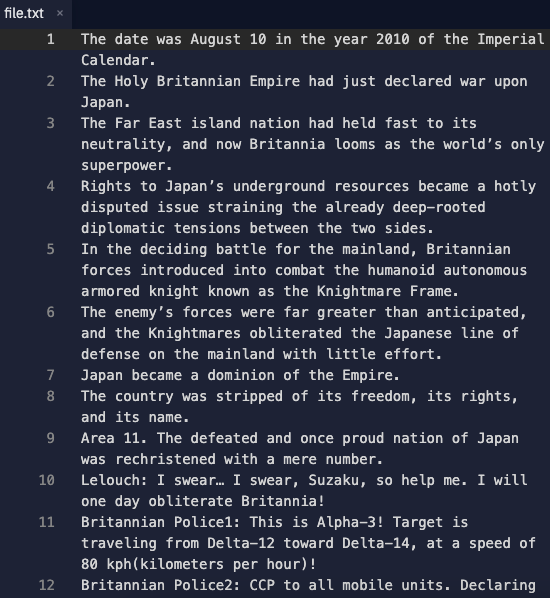 file.txt ×
1 The date was August 10 in the year 2010 of the Imperial
Calendar.
2 The Holy Britannian Empire had just declared war upon
Japan.
3 The Far East island nation had held fast to its
neutrality, and now Britannia looms as the world’s only
superpower.
4 Rights to Japan’s underground resources became a hotly
disputed issue straining the already deep-rooted
diplomatic tensions between the two sides.
5 In the deciding battle for the mainland, Britannian
forces introduced into combat the humanoid autonomous
armored knight known as the Knightmare Frame.
6 The enemy’s forces were far greater than anticipated,
and the Knightmares obliterated the Japanese line of
defense on the mainland with little effort.
7 Japan became a dominion of the Empire.
8 The country was stripped of its freedom, its rights,
and its name.
9 Area 11. The defeated and once proud nation of Japan
was rechristened with a mere number.
10 Lelouch: I swear… I swear, Suzaku, so help me. I will
one day obliterate Britannia!
11 Britannian Police1: This is Alpha-3! Target is
traveling from Delta-12 toward Delta-14, at a speed of
80 kph(kilometers per hour)!
12 Britannian Police2: CCP to all mobile units. Declaring